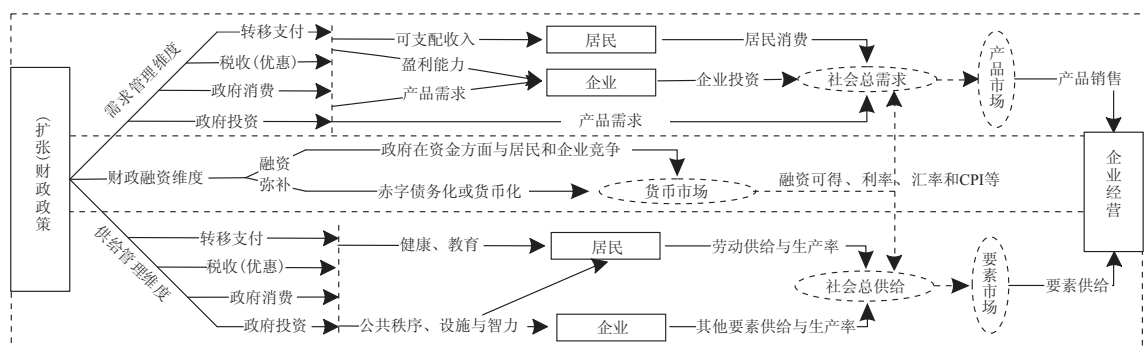 (扩张)财政政策
需求管理维度
转移支付
税收(优惠)
政府消费
政府投资
可支配收入
盈利能力
产品需求
产品需求
居民
企业
居民消费
企业投资
社会总需求
产品市场
产品销售
财政融资维度
融资
弥补
政府在资金方面与居民和企业竞争
赤字债务化或货币化
货币市场
融资可得、利率、汇率和CPI等
企业经营
供给管理维度
转移支付
税收(优惠)
政府消费
政府投资
健康、教育
公共秩序、设施与智力
居民
企业
劳动供给与生产率
其他要素供给与生产率
社会总供给
要素市场
要素供给